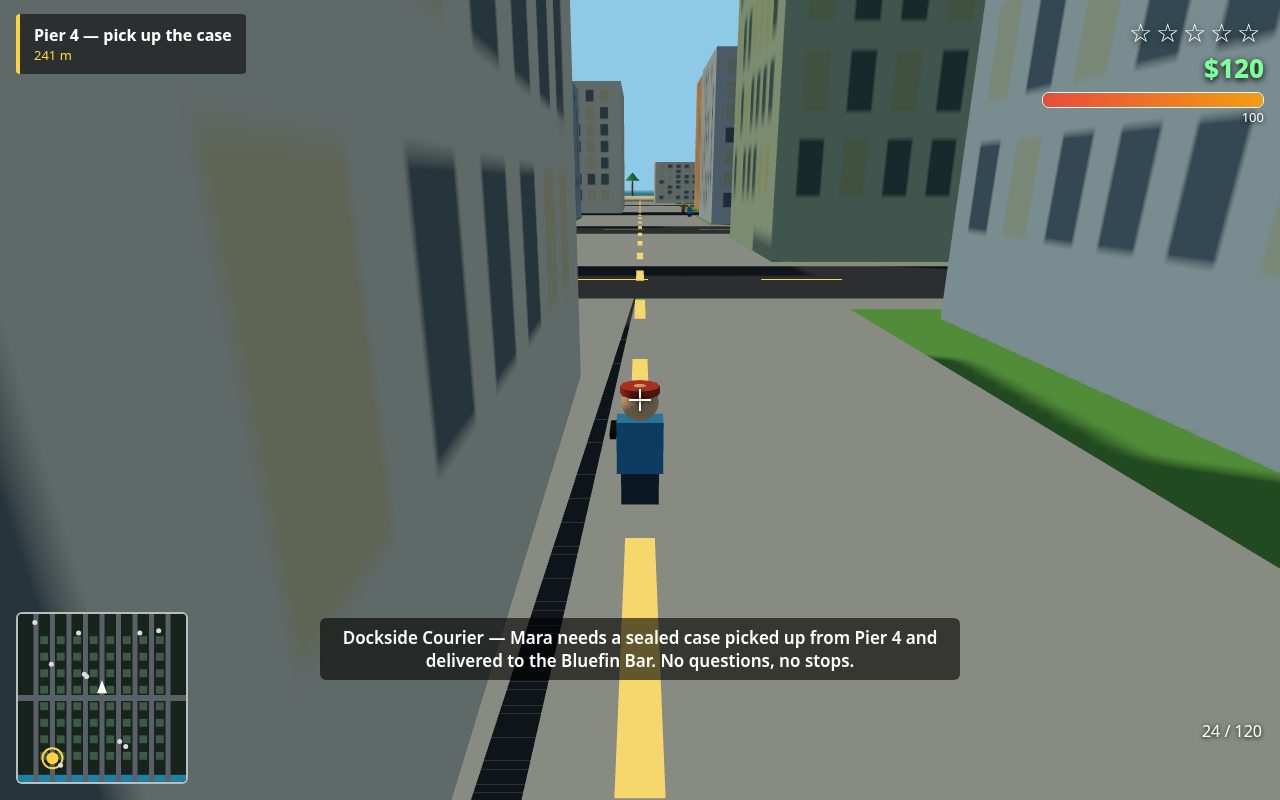 Pier 4 — pick up the case
241 m
☆☆☆☆☆
$120
100
Dockside Courier — Mara needs a sealed case picked up from Pier 4 and
delivered to the Bluefin Bar. No questions, no stops.
24 / 120